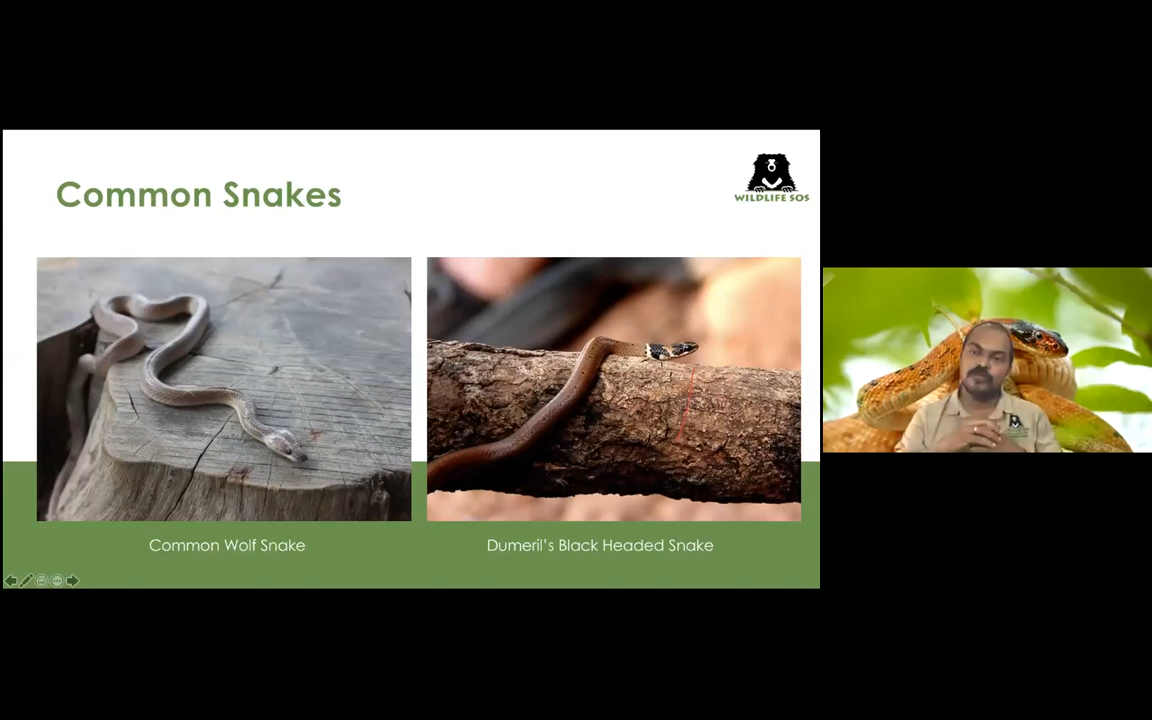 Common Snakes
WILDLIFE SOS
Common Wolf Snake
Dumeril's Black Headed Snake